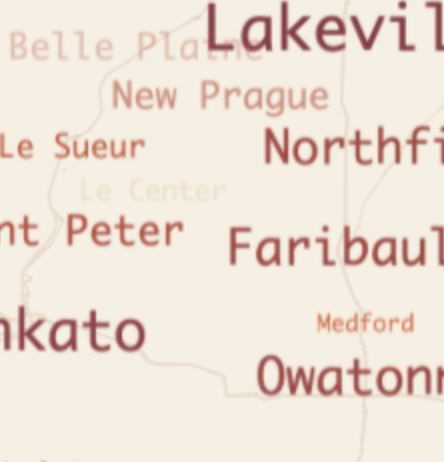 Lakevil
Belle Plaine
New Prague
Le Sueur
Northfi
Le Center
nt Peter
Faribaul
Medford
nkato
Owatonn